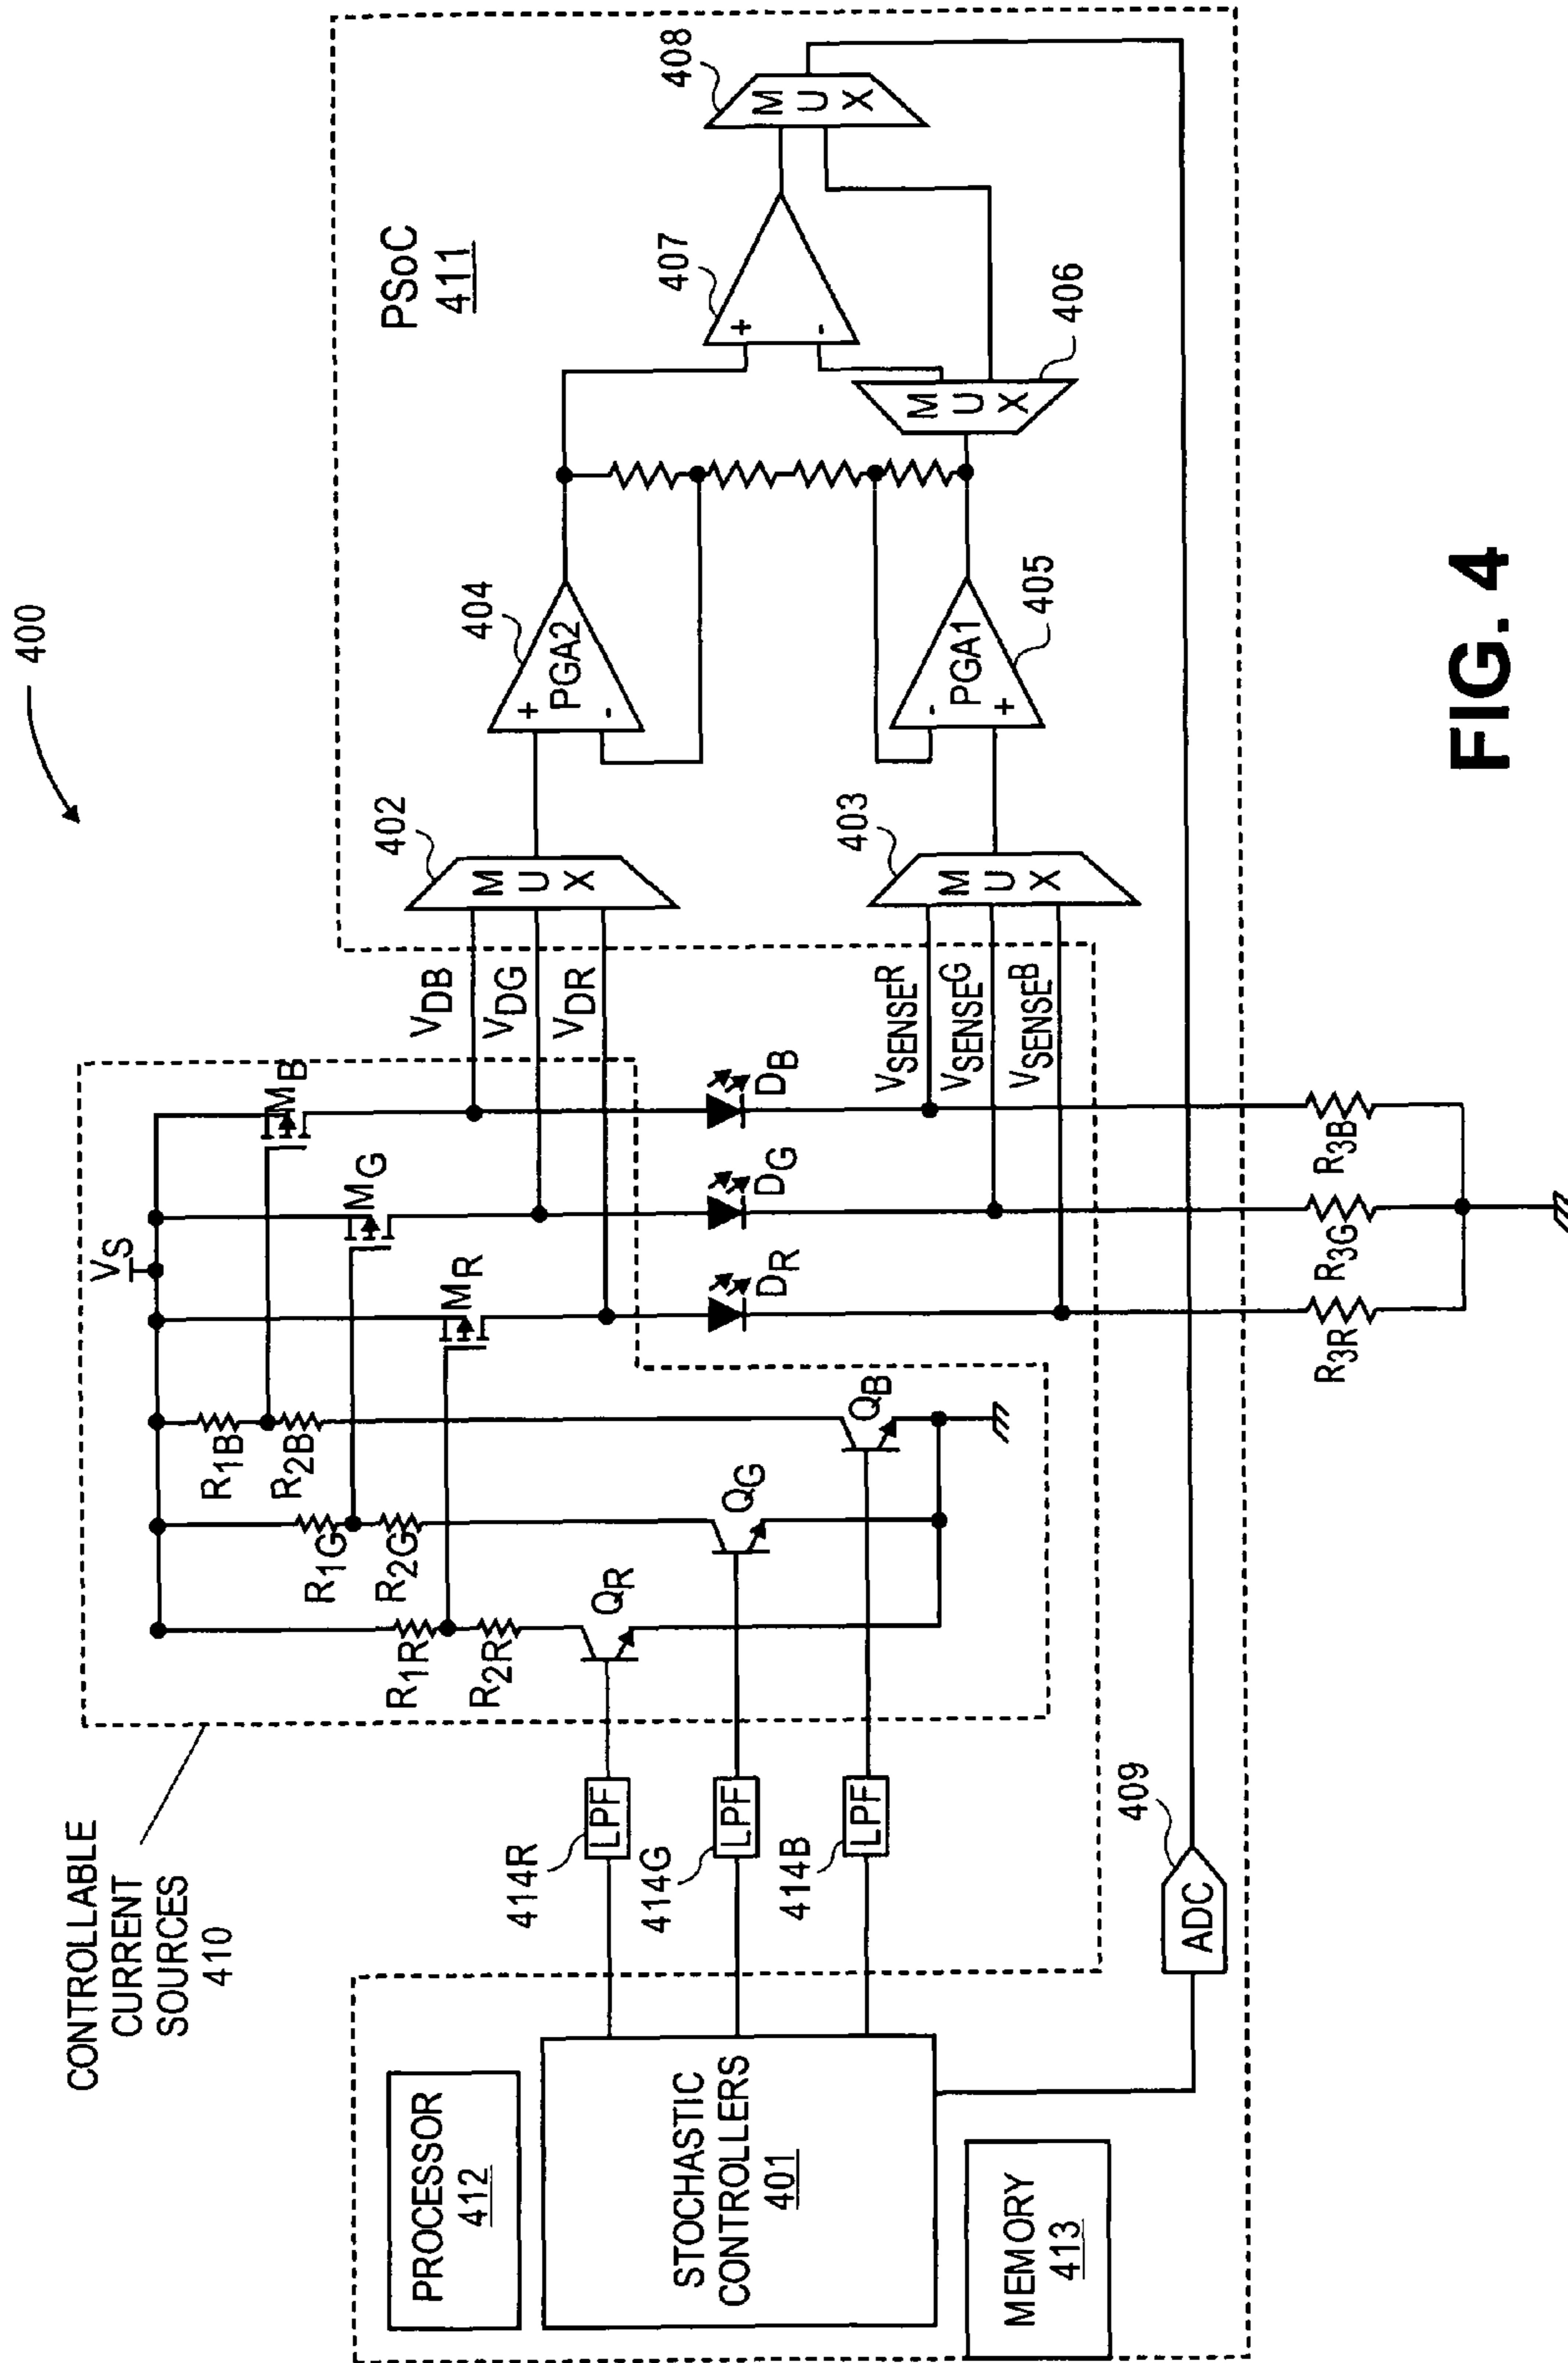 400
CONTROLLABLE
CURRENT
SOURCES
410
VS
R1B
R2B
R1G
R2G
R1R
R2R
QR
QG
QB
MB
MG
MR
DB
DG
DR
VDB
VDG
VDR
VSENSER
VSENSEG
VSENSEB
R3R
R3G
R3B
414R
LPF
414G
LPF
414B
LPF
PROCESSOR
412
STOCHASTIC
CONTROLLERS
401
MEMORY
413
ADC
409
402
MUX
403
MUX
404
+
PGA2
-
405
-
PGA1
+
PSoC
411
407
+
-
406
MUX
408
MUX
FIG. 4